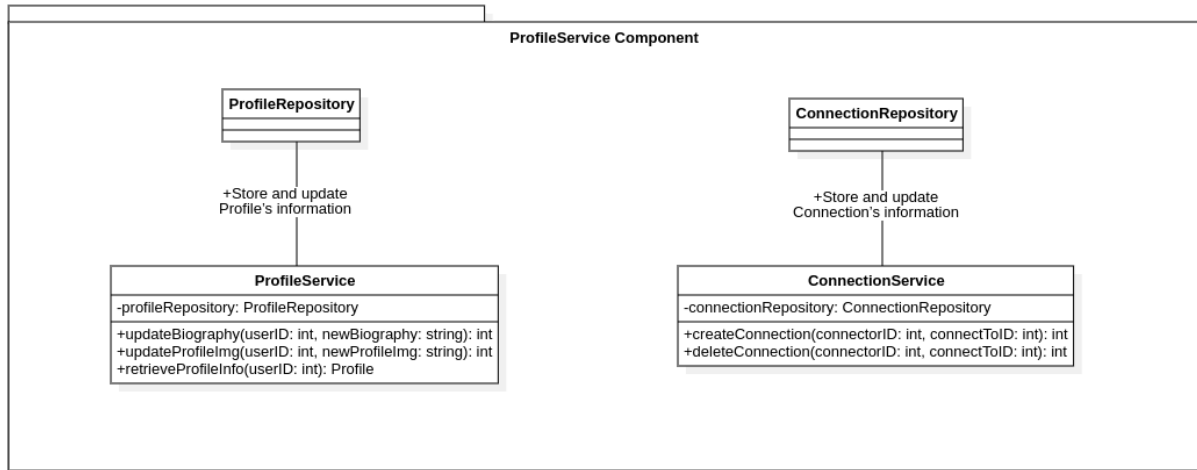 ProfileService Component
ProfileRepository
+Store and update
Profile's information
ProfileService
-profileRepository: ProfileRepository
+updateBiography(userID: int, newBiography: string): int
+updateProfileImg(userID: int, newProfileImg: string): int
+retrieveProfileInfo(userID: int): Profile
ConnectionRepository
+Store and update
Connection's information
ConnectionService
-connectionRepository: ConnectionRepository
+createConnection(connectorID: int, connectToID: int): int
+deleteConnection(connectorID: int, connectToID: int): int